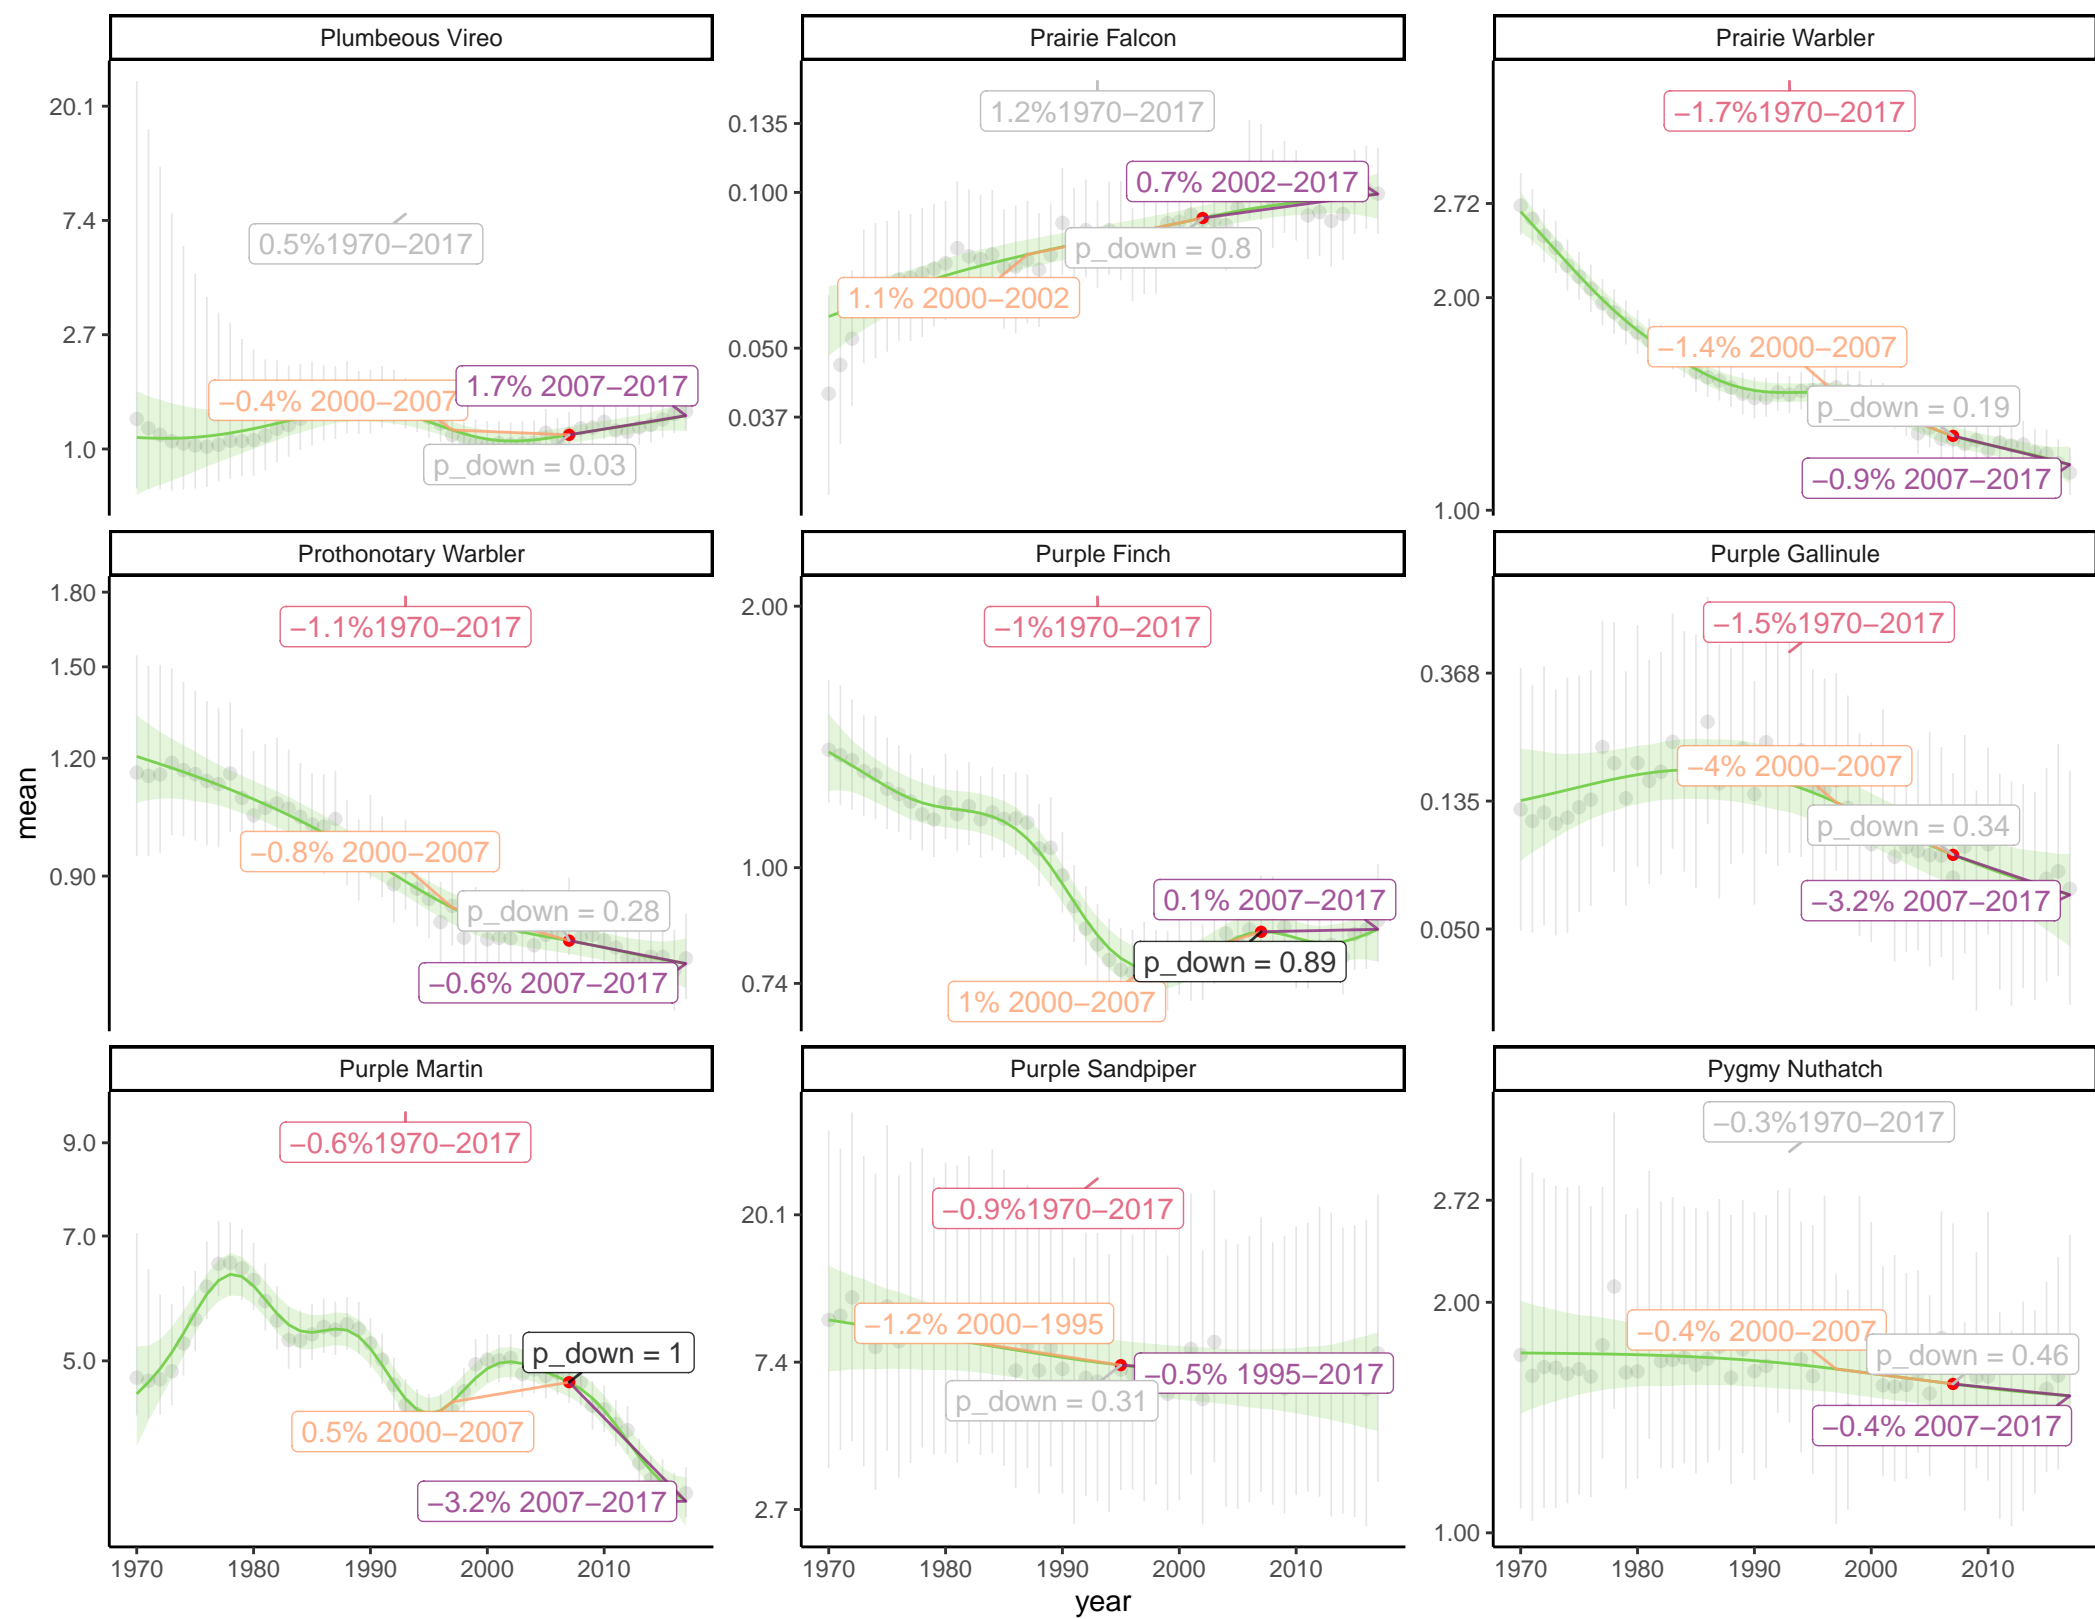 Plumbeous Vireo
20.1
7.4
2.7
1.0
0.5%1970–2017
−0.4% 2000–2007
1.7% 2007–2017
p_down = 0.03
Prairie Falcon
0.135
0.100
0.050
0.037
1.2%1970–2017
0.7% 2002–2017
p_down = 0.8
1.1% 2000–2002
Prairie Warbler
2.72
2.00
1.00
−1.7%1970–2017
−1.4% 2000–2007
p_down = 0.19
−0.9% 2007–2017
mean
Prothonotary Warbler
1.80
1.50
1.20
0.90
−1.1%1970–2017
−0.8% 2000–2007
p_down = 0.28
−0.6% 2007–2017
Purple Finch
2.00
1.00
0.74
−1%1970–2017
0.1% 2007–2017
p_down = 0.89
1% 2000–2007
Purple Gallinule
0.368
0.135
0.050
−1.5%1970–2017
−4% 2000–2007
p_down = 0.34
−3.2% 2007–2017
Purple Martin
9.0
7.0
5.0
−0.6%1970–2017
p_down = 1
0.5% 2000–2007
−3.2% 2007–2017
1970 1980 1990 2000 2010
Purple Sandpiper
20.1
7.4
2.7
−0.9%1970–2017
−1.2% 2000–1995
−0.5% 1995–2017
p_down = 0.31
1970 1980 1990 2000 2010
Pygmy Nuthatch
2.72
2.00
1.00
−0.3%1970–2017
−0.4% 2000–2007
p_down = 0.46
−0.4% 2007–2017
1970 1980 1990 2000 2010
year